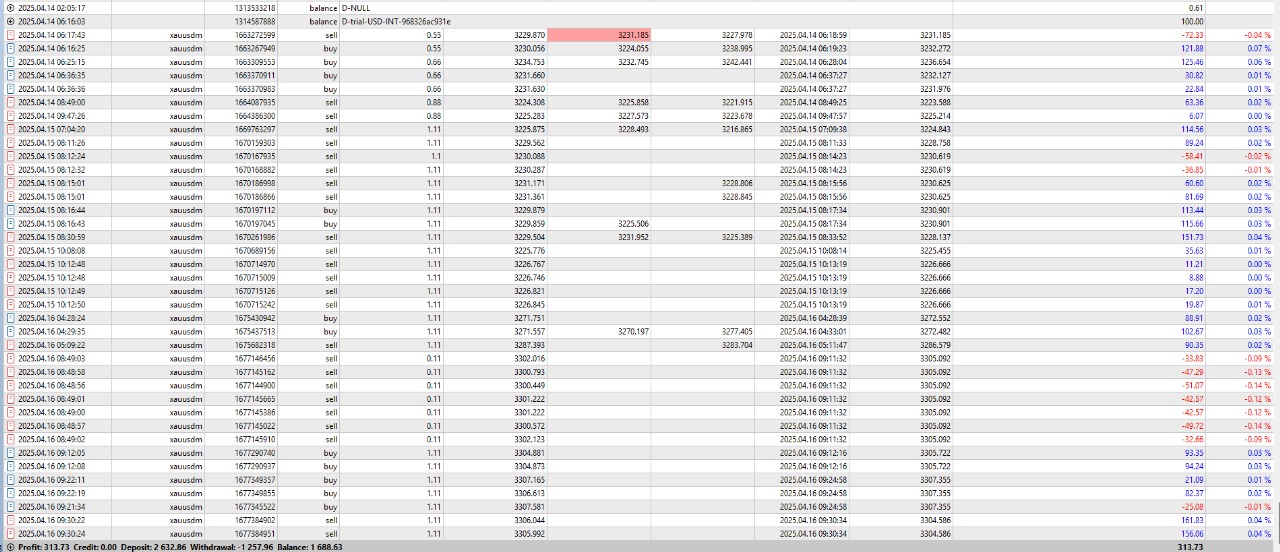 2025.04.14 02:05:17 1313533218 balance D-NULL 0.61
2025.04.14 06:16:03 1314587888 balance D-trial-USD-INT-968326ac931e 100.00
2025.04.14 06:17:43 xauusdm 1663272599 sell 0.55 3229.870 3231.185 3227.978 2025.04.14 06:18:59 3231.185 -72.33 -0.04 %
2025.04.14 06:16:25 xauusdm 1663267949 buy 0.55 3230.056 3224.055 3238.995 2025.04.14 06:19:23 3232.272 121.88 0.07 %
2025.04.14 06:25:15 xauusdm 1663309553 buy 0.66 3234.753 3232.745 3242.441 2025.04.14 06:28:04 3236.654 125.46 0.06 %
2025.04.14 06:36:35 xauusdm 1663370911 buy 0.66 3231.660 2025.04.14 06:37:27 3232.127 30.82 0.01 %
2025.04.14 06:36:36 xauusdm 1663370983 buy 0.66 3231.630 2025.04.14 06:37:27 3231.976 22.84 0.01 %
2025.04.14 08:49:00 xauusdm 1664087935 sell 0.88 3224.308 3225.858 3221.915 2025.04.14 08:49:25 3223.588 63.36 0.02 %
2025.04.14 09:47:26 xauusdm 1664386300 sell 0.88 3225.283 3227.573 3223.678 2025.04.14 09:47:57 3225.214 6.07 0.00 %
2025.04.15 07:04:20 xauusdm 1669763297 sell 1.11 3225.875 3228.493 3216.865 2025.04.15 07:09:38 3224.843 114.56 0.03 %
2025.04.15 08:11:26 xauusdm 1670159303 sell 1.11 3229.562 2025.04.15 08:11:33 3228.758 89.24 0.02 %
2025.04.15 08:12:24 xauusdm 1670167935 sell 1.1 3230.088 2025.04.15 08:14:23 3230.619 -58.41 -0.02 %
2025.04.15 08:12:32 xauusdm 1670168882 sell 1.11 3230.287 2025.04.15 08:14:23 3230.619 -36.85 -0.01 %
2025.04.15 08:15:01 xauusdm 1670186998 sell 1.11 3231.171 3228.806 2025.04.15 08:15:56 3230.625 60.60 0.02 %
2025.04.15 08:15:01 xauusdm 1670186866 sell 1.11 3231.361 3228.845 2025.04.15 08:15:56 3230.625 81.69 0.02 %
2025.04.15 08:16:44 xauusdm 1670197112 buy 1.11 3229.879 2025.04.15 08:17:34 3230.901 113.44 0.03 %
2025.04.15 08:16:43 xauusdm 1670197045 buy 1.11 3229.859 3225.506 2025.04.15 08:17:34 3230.901 115.66 0.03 %
2025.04.15 08:30:59 xauusdm 1670261986 sell 1.11 3229.504 3231.952 3225.389 2025.04.15 08:33:52 3228.137 151.73 0.04 %
2025.04.15 10:08:08 xauusdm 1670689156 sell 1.11 3225.776 2025.04.15 10:08:14 3225.455 35.63 0.01 %
2025.04.15 10:12:48 xauusdm 1670714970 sell 1.11 3226.767 2025.04.15 10:13:19 3226.666 11.21 0.00 %
2025.04.15 10:12:48 xauusdm 1670715009 sell 1.11 3226.746 2025.04.15 10:13:19 3226.666 8.88 0.00 %
2025.04.15 10:12:49 xauusdm 1670715126 sell 1.11 3226.821 2025.04.15 10:13:19 3226.666 17.20 0.00 %
2025.04.15 10:12:50 xauusdm 1670715242 sell 1.11 3226.845 2025.04.15 10:13:19 3226.666 19.87 0.01 %
2025.04.16 04:28:24 xauusdm 1675430942 buy 1.11 3271.751 2025.04.16 04:28:39 3272.552 88.91 0.02 %
2025.04.16 04:29:35 xauusdm 1675437513 buy 1.11 3271.557 3270.197 3277.405 2025.04.16 04:33:01 3272.482 102.67 0.03 %
2025.04.16 05:09:22 xauusdm 1675682318 sell 1.11 3287.393 3283.704 2025.04.16 05:11:47 3286.579 90.35 0.02 %
2025.04.16 08:49:03 xauusdm 1677146456 sell 0.11 3302.016 2025.04.16 09:11:32 3305.092 -33.83 -0.09 %
2025.04.16 08:48:58 xauusdm 1677145162 sell 0.11 3300.793 2025.04.16 09:11:32 3305.092 -47.29 -0.13 %
2025.04.16 08:48:56 xauusdm 1677144900 sell 0.11 3300.449 2025.04.16 09:11:32 3305.092 -51.07 -0.14 %
2025.04.16 08:49:01 xauusdm 1677145665 sell 0.11 3301.222 2025.04.16 09:11:32 3305.092 -42.57 -0.12 %
2025.04.16 08:49:00 xauusdm 1677145386 sell 0.11 3301.222 2025.04.16 09:11:32 3305.092 -42.57 -0.12 %
2025.04.16 08:48:57 xauusdm 1677145022 sell 0.11 3300.572 2025.04.16 09:11:32 3305.092 -49.72 -0.14 %
2025.04.16 08:49:02 xauusdm 1677145910 sell 0.11 3302.123 2025.04.16 09:11:32 3305.092 -32.66 -0.09 %
2025.04.16 09:12:05 xauusdm 1677290740 buy 1.11 3304.881 2025.04.16 09:12:16 3305.722 93.35 0.03 %
2025.04.16 09:12:08 xauusdm 1677290937 buy 1.11 3304.873 2025.04.16 09:12:16 3305.722 94.24 0.03 %
2025.04.16 09:22:11 xauusdm 1677349357 buy 1.11 3307.165 2025.04.16 09:24:58 3307.355 21.09 0.01 %
2025.04.16 09:22:19 xauusdm 1677349855 buy 1.11 3306.613 2025.04.16 09:24:58 3307.355 82.37 0.02 %
2025.04.16 09:21:34 xauusdm 1677345522 buy 1.11 3307.581 2025.04.16 09:24:58 3307.355 -25.08 -0.01 %
2025.04.16 09:30:22 xauusdm 1677384902 sell 1.11 3306.044 2025.04.16 09:30:34 3304.586 161.83 0.04 %
2025.04.16 09:30:24 xauusdm 1677384951 sell 1.11 3305.992 2025.04.16 09:30:34 3304.586 156.06 0.04 %
Profit: 313.73 Credit: 0.00 Deposit: 2 632.86 Withdrawal: -1 257.96 Balance: 1 688.63 313.73